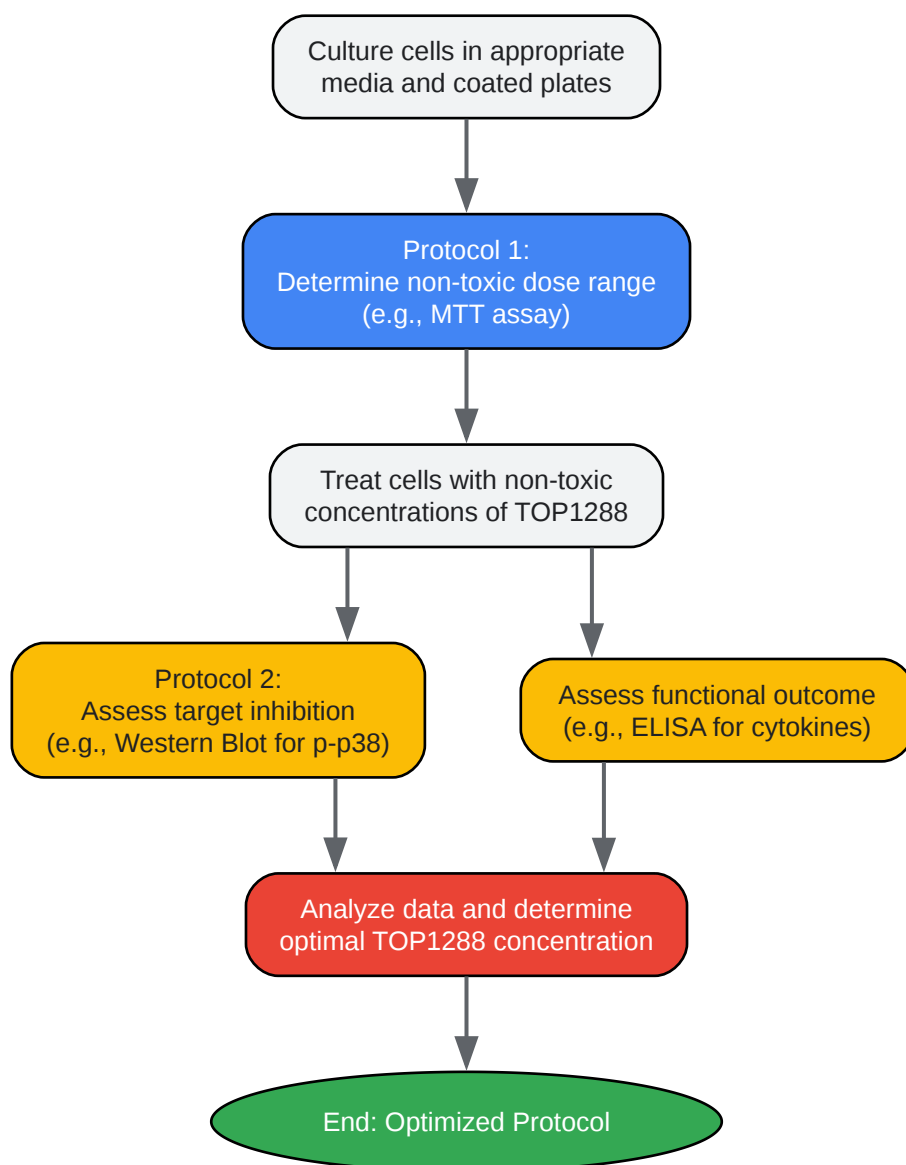 Culture cells in appropriate
media and coated plates
Protocol 1:
Determine non-toxic dose range
(e.g., MTT assay)
Treat cells with non-toxic
concentrations of TOP1288
Protocol 2:
Assess target inhibition
(e.g., Western Blot for p-p38)
Assess functional outcome
(e.g., ELISA for cytokines)
Analyze data and determine
optimal TOP1288 concentration
End: Optimized Protocol